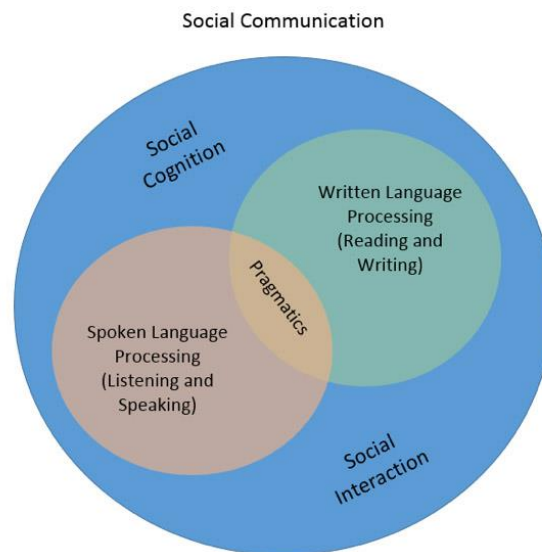 Social Communication
Social
Cognition
Written Language
Processing
(Reading and
Writing)
Pragmatics
Spoken Language
Processing
(Listening and
Speaking)
Social
Interaction